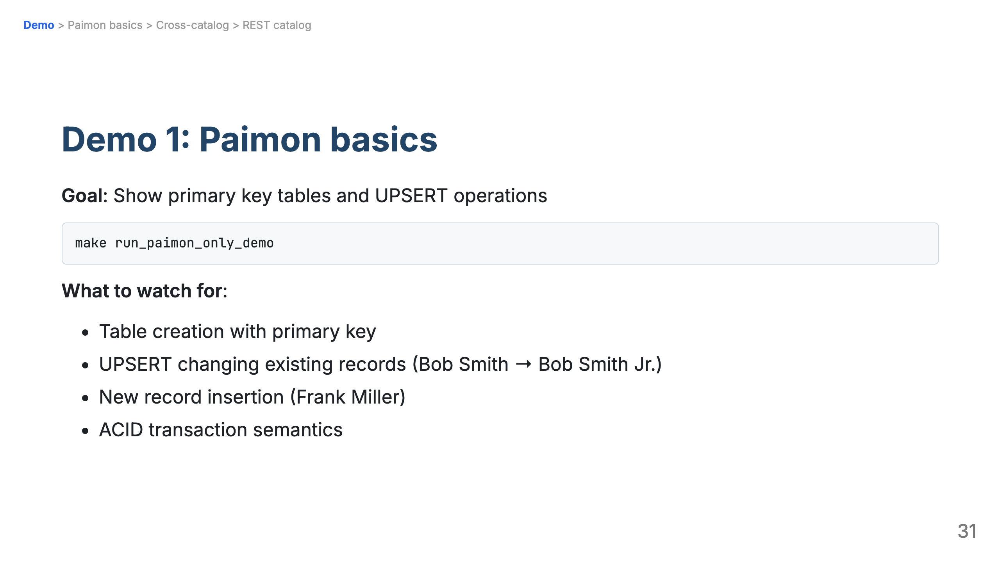 Demo > Paimon basics > Cross-catalog > REST catalog
Demo 1: Paimon basics
Goal: Show primary key tables and UPSERT operations
make run_paimon_only_demo
What to watch for:
• Table creation with primary key
• UPSERT changing existing records (Bob Smith → Bob Smith Jr.)
• New record insertion (Frank Miller)
• ACID transaction semantics
31